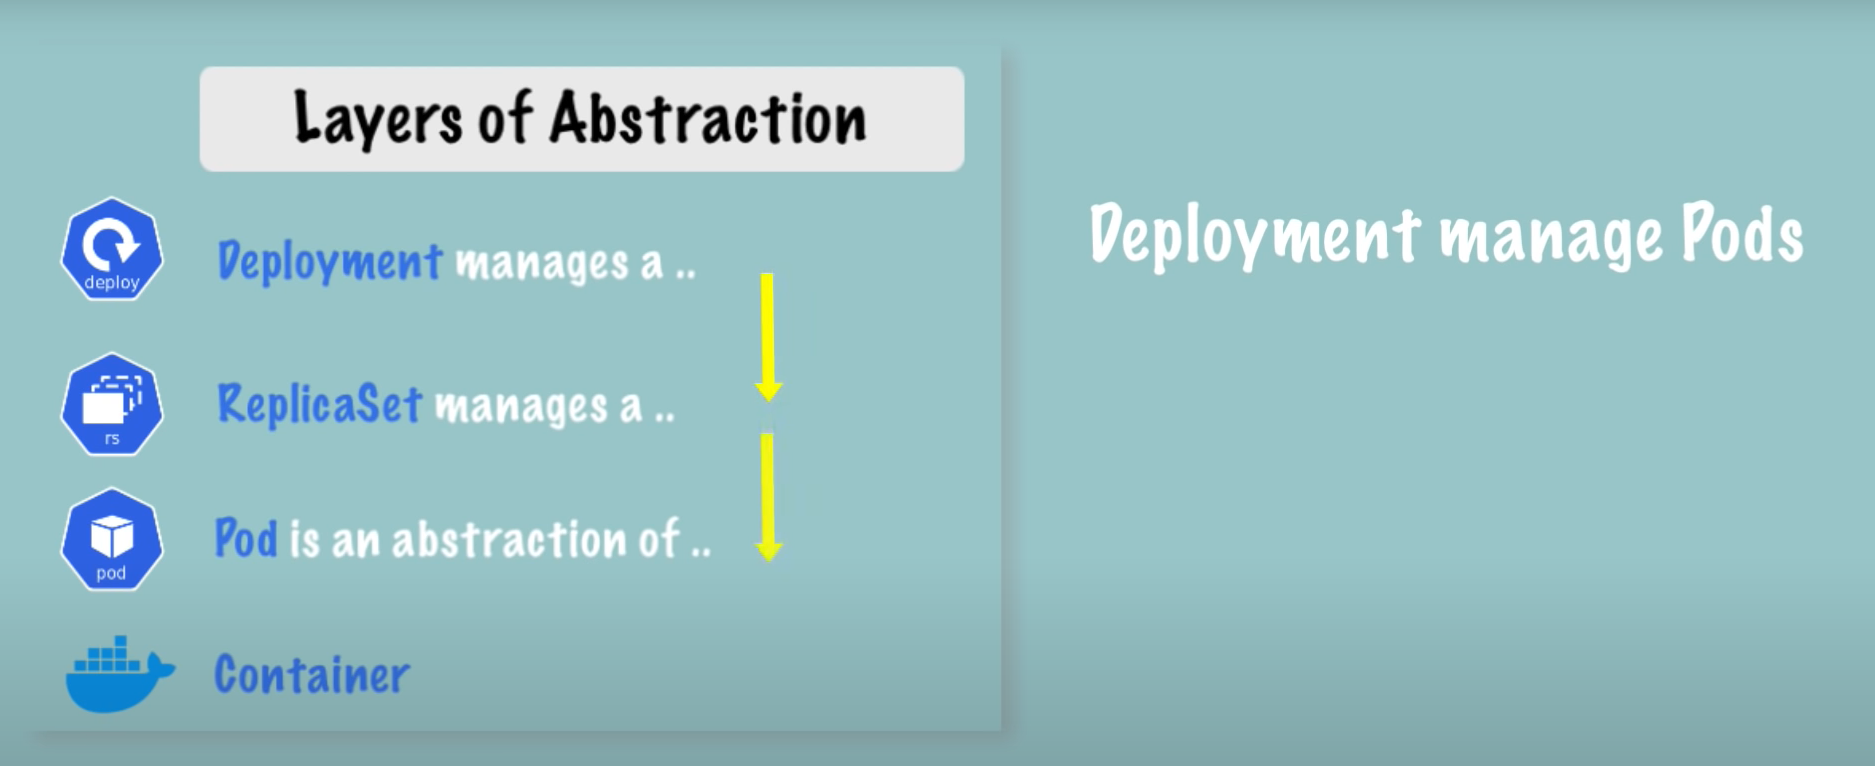 Layers of Abstraction
deploy
Deployment manages a ..
rs
ReplicaSet manages a ..
pod
Pod is an abstraction of ..
Container
Deployment manage Pods